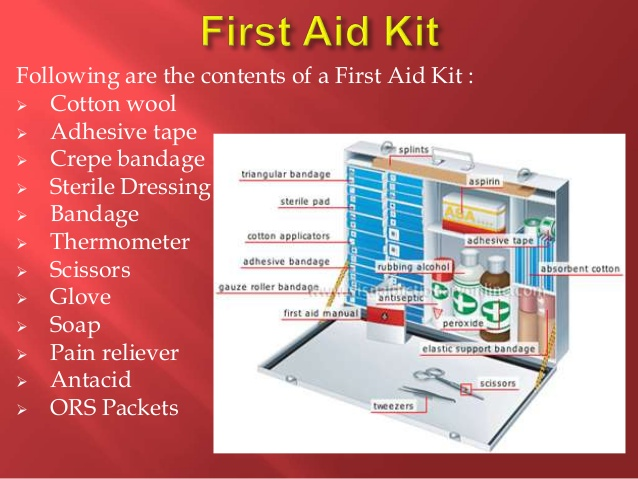 First Aid Kit
Following are the contents of a First Aid Kit :
Cotton wool
Adhesive tape
Crepe bandage
Sterile Dressing
Bandage
Thermometer
Scissors
Glove
Soap
Pain reliever
Antacid
ORS Packets
splints
triangular bandage
aspirin
sterile pad
ASA
cotton applicators
adhesive tape
adhesive bandage
rubbing alcohol
absorbent cotton
gauze roller bandage
antiseptic
first aid manual
peroxide
elastic support bandage
scissors
tweezers